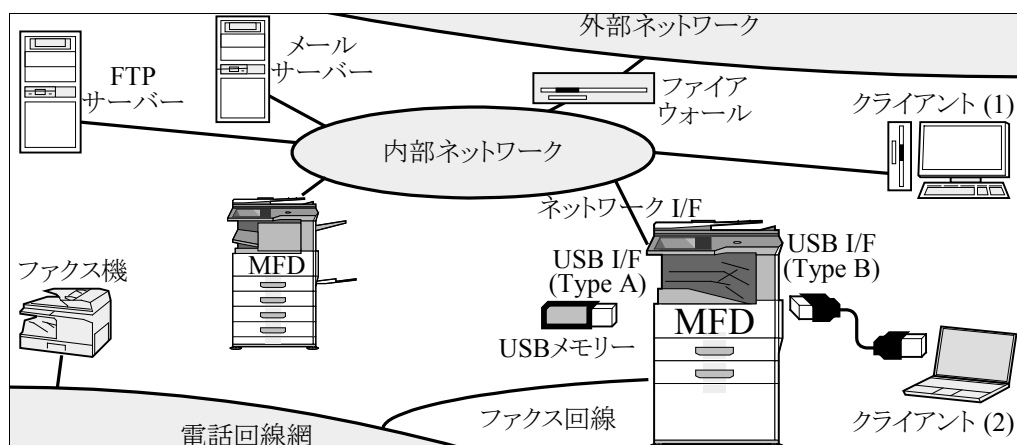 外部ネットワーク
メール
サーバー
FTP
サーバー
ファイア
ウォール
クライアント (1)
内部ネットワーク
ネットワーク I/F
USB I/F
(Type A)
USB I/F
(Type B)
MFD
ファクス機
MFD
USBメモリー
ファクス回線
クライアント (2)
電話回線網